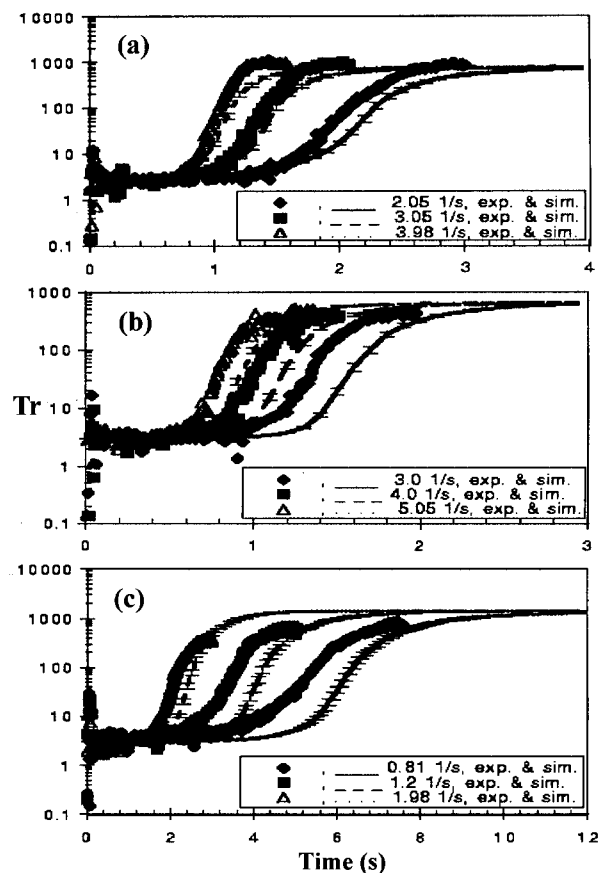 10000
(a)
1000
100
10
1
0.1
2.05 1/s, exp. & sim.
3.05 1/s, exp. & sim.
3.98 1/s, exp. & sim.
0 1 2 3 4
1000
(b)
100
Tr 10
1
0.1
3.0 1/s, exp. & sim.
4.0 1/s, exp. & sim.
5.05 1/s, exp. & sim.
0 1 2 3
10000
(c)
1000
100
10
1
0.1
0.81 1/s, exp. & sim.
1.2 1/s, exp. & sim.
1.98 1/s, exp. & sim.
0 2 4 6 8 10 12
Time (s)